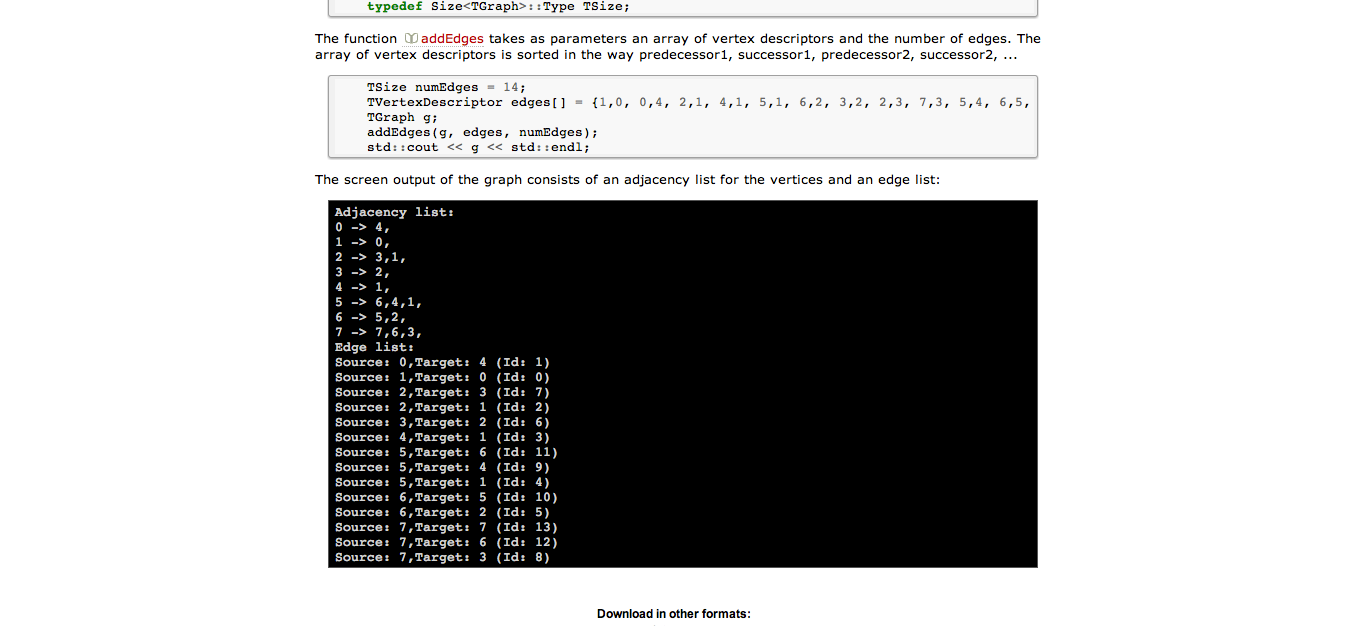 typedef Size<TGraph>::Type TSize;
The function addEdges takes as parameters an array of vertex descriptors and the number of edges. The
array of vertex descriptors is sorted in the way predecessor1, successor1, predecessor2, successor2, ...
TSize numEdges = 14;
TVertexDescriptor edges[] = {1,0, 0,4, 2,1, 4,1, 5,1, 6,2, 3,2, 2,3, 7,3, 5,4, 6,5,
TGraph g;
addEdges(g, edges, numEdges);
std::cout << g << std::endl;
The screen output of the graph consists of an adjacency list for the vertices and an edge list:
Adjacency list:
0 -> 4,
1 -> 0,
2 -> 3,1,
3 -> 2,
4 -> 1,
5 -> 6,4,1,
6 -> 5,2,
7 -> 7,6,3,
Edge list:
Source: 0,Target: 4 (Id: 1)
Source: 1,Target: 0 (Id: 0)
Source: 2,Target: 3 (Id: 7)
Source: 2,Target: 1 (Id: 2)
Source: 3,Target: 2 (Id: 6)
Source: 4,Target: 1 (Id: 3)
Source: 5,Target: 6 (Id: 11)
Source: 5,Target: 4 (Id: 9)
Source: 5,Target: 1 (Id: 4)
Source: 6,Target: 5 (Id: 10)
Source: 6,Target: 2 (Id: 5)
Source: 7,Target: 7 (Id: 13)
Source: 7,Target: 6 (Id: 12)
Source: 7,Target: 3 (Id: 8)
Download in other formats: